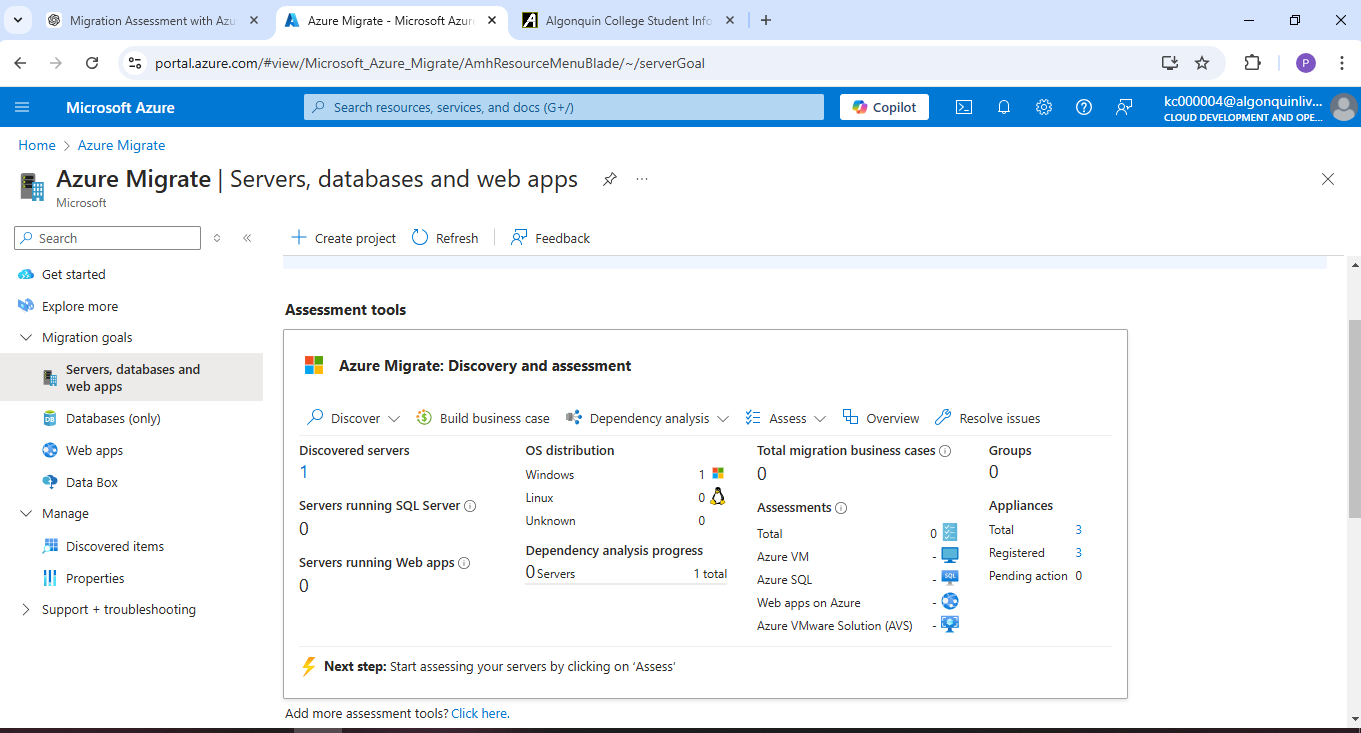 Migration Assessment with Azu
Azure Migrate - Microsoft Azur
Algonquin College Student Info
portal.azure.com/#view/Microsoft_Azure_Migrate/AmhResourceMenuBlade/~/serverGoal
P
Microsoft Azure
Search resources, services, and docs (G+/)
Copilot
kc000004@algonquinliv...
CLOUD DEVELOPMENT AND OPE...
Home > Azure Migrate
Azure Migrate | Servers, databases and web apps
Microsoft
Search
Create project
Refresh
Feedback
Get started
Explore more
Migration goals
Servers, databases and
web apps
Databases (only)
Web apps
Data Box
Manage
Discovered items
Properties
Support + troubleshooting
Assessment tools
Azure Migrate: Discovery and assessment
Discover
Build business case
Dependency analysis
Assess
Overview
Resolve issues
Discovered servers
1
Servers running SQL Server
0
Servers running Web apps
0
OS distribution
Windows 1
Linux 0
Unknown 0
Dependency analysis progress
0 Servers 1 total
Total migration business cases
0
Assessments
Total 0
Azure VM -
Azure SQL -
SQL
Web apps on Azure -
Azure VMware Solution (AVS) -
Groups
0
Appliances
Total 3
Registered 3
Pending action 0
Next step: Start assessing your servers by clicking on ‘Assess’
Add more assessment tools? Click here.